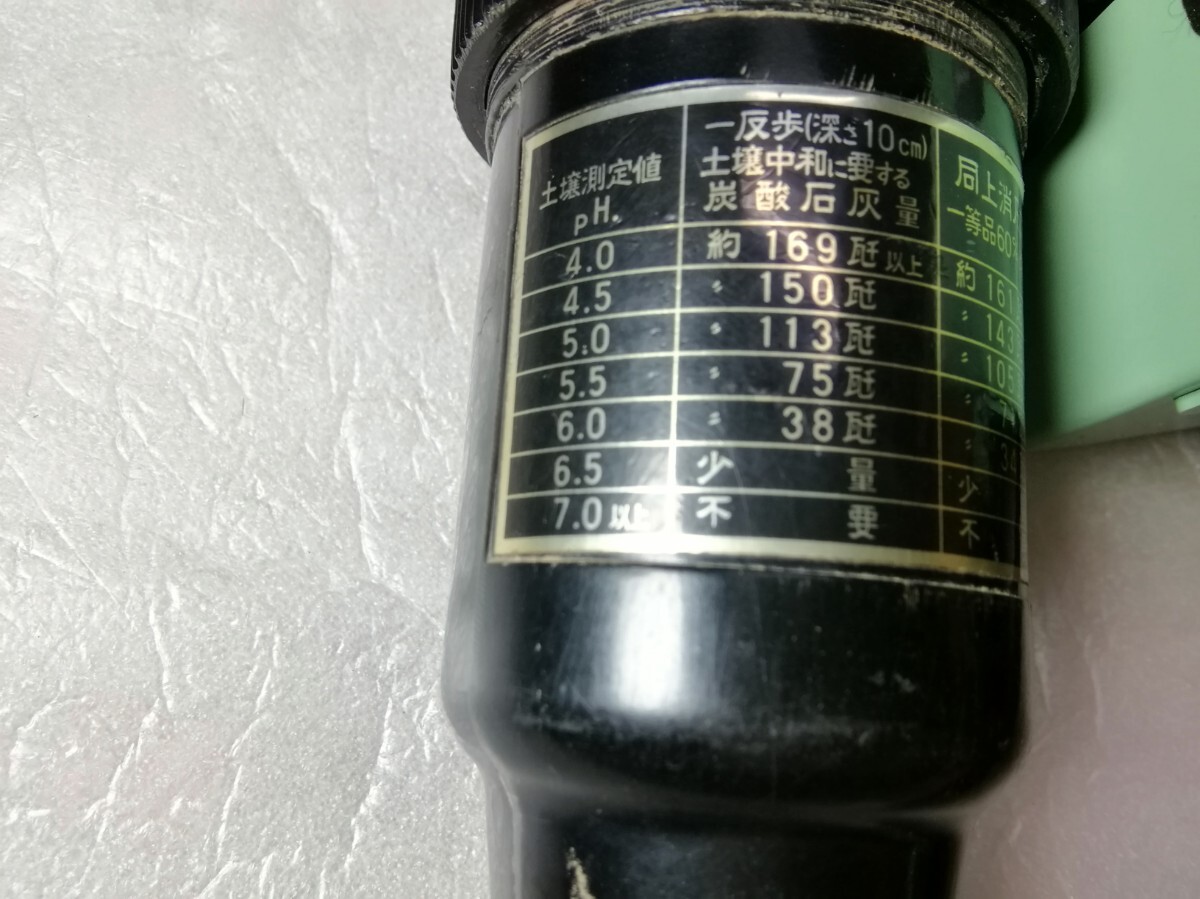 土壌測定値
pH.
一反歩(深さ10cm)
土壌中和に要する
炭酸石灰量
同上消
一等品60%
4.0 約 169瓩以上 約 161
4.5 〃 150瓩 〃 143
5.0 〃 113瓩 〃 105
5.5 〃 75瓩 〃
6.0 〃 38瓩 〃 34
6.5 少量 少
7.0以上 不要 不